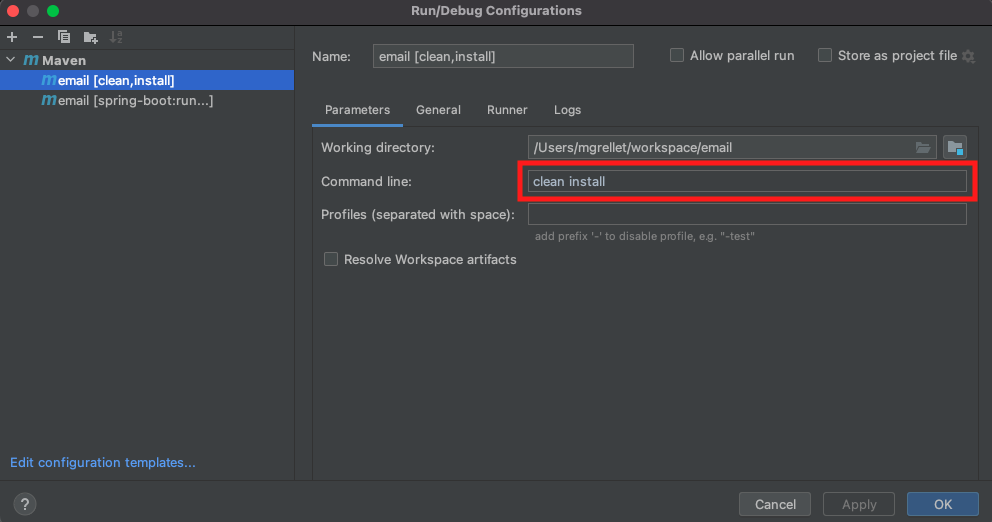 Run/Debug Configurations
Maven
email [clean,install]
email [spring-boot:run...]
Edit configuration templates...
Name: email [clean,install] Allow parallel run Store as project file
Parameters General Runner Logs
Working directory: /Users/mgrellet/workspace/email
Command line: clean install
Profiles (separated with space):
add prefix '-' to disable profile, e.g. "-test"
Resolve Workspace artifacts
? Cancel Apply OK